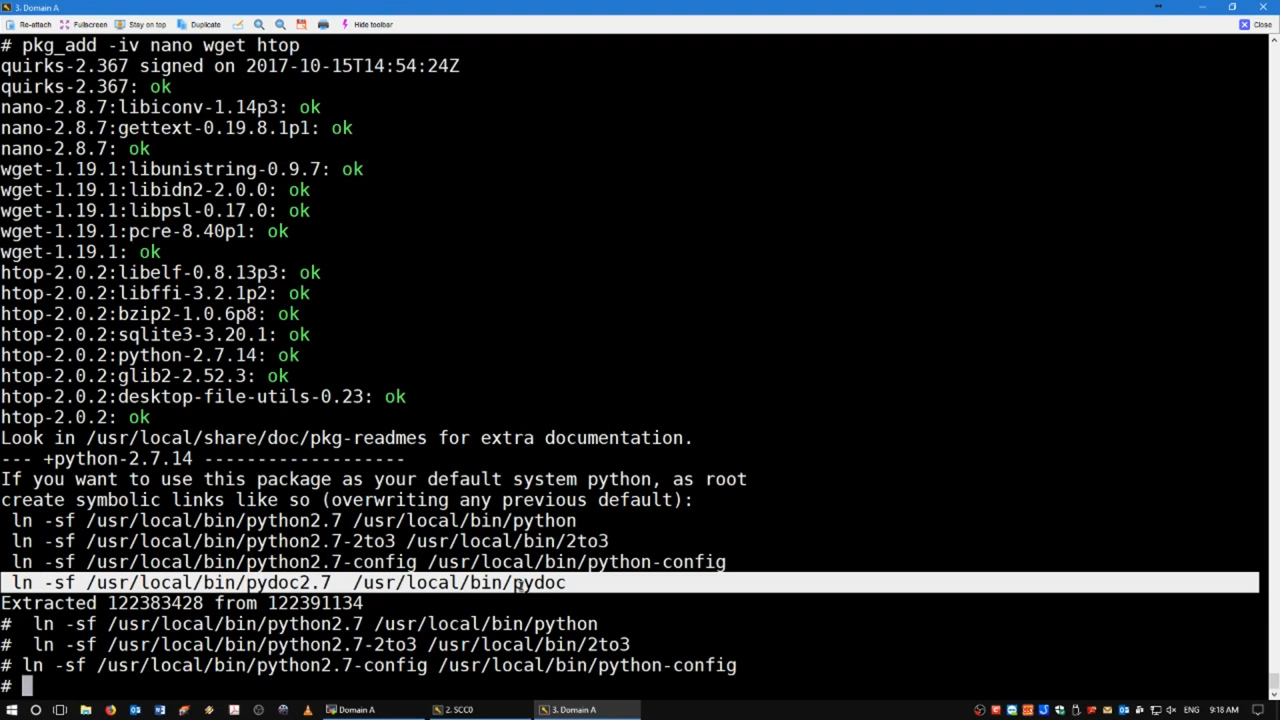 3. Domain A
Re-attach Fullscreen Stay on top Duplicate Hide toolbar Close
# pkg_add -iv nano wget htop
quirks-2.367 signed on 2017-10-15T14:54:24Z
quirks-2.367: ok
nano-2.8.7:libiconv-1.14p3: ok
nano-2.8.7:gettext-0.19.8.1p1: ok
nano-2.8.7: ok
wget-1.19.1:libunistring-0.9.7: ok
wget-1.19.1:libidn2-2.0.0: ok
wget-1.19.1:libpsl-0.17.0: ok
wget-1.19.1:pcre-8.40p1: ok
wget-1.19.1: ok
htop-2.0.2:libelf-0.8.13p3: ok
htop-2.0.2:libffi-3.2.1p2: ok
htop-2.0.2:bzip2-1.0.6p8: ok
htop-2.0.2:sqlite3-3.20.1: ok
htop-2.0.2:python-2.7.14: ok
htop-2.0.2:glib2-2.52.3: ok
htop-2.0.2:desktop-file-utils-0.23: ok
htop-2.0.2: ok
Look in /usr/local/share/doc/pkg-readmes for extra documentation.
--- +python-2.7.14 -------------------
If you want to use this package as your default system python, as root
create symbolic links like so (overwriting any previous default):
ln -sf /usr/local/bin/python2.7 /usr/local/bin/python
ln -sf /usr/local/bin/python2.7-2to3 /usr/local/bin/2to3
ln -sf /usr/local/bin/python2.7-config /usr/local/bin/python-config
ln -sf /usr/local/bin/pydoc2.7  /usr/local/bin/pydoc
Extracted 122383428 from 122391134
#  ln -sf /usr/local/bin/python2.7 /usr/local/bin/python
#  ln -sf /usr/local/bin/python2.7-2to3 /usr/local/bin/2to3
# ln -sf /usr/local/bin/python2.7-config /usr/local/bin/python-config
#
Domain A 2. SCC0 3. Domain A ENG 9:18 AM